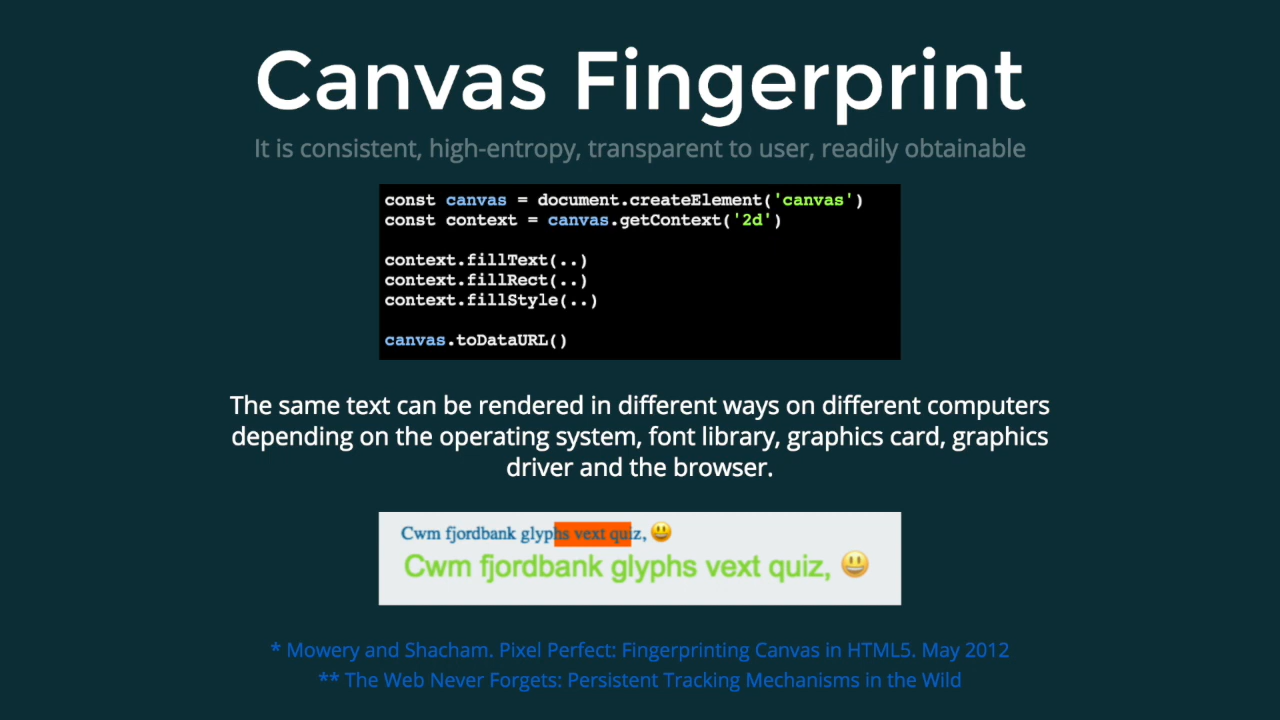 Canvas Fingerprint
It is consistent, high-entropy, transparent to user, readily obtainable
const canvas = document.createElement('canvas')
const context = canvas.getContext('2d')
context.fillText(..)
context.fillRect(..)
context.fillStyle(..)
canvas.toDataURL()
The same text can be rendered in different ways on different computers
depending on the operating system, font library, graphics card, graphics
driver and the browser.
Cwm fjordbank glyphs vext quiz, 😃
Cwm fjordbank glyphs vext quiz, 😃
* Mowery and Shacham. Pixel Perfect: Fingerprinting Canvas in HTML5. May 2012
** The Web Never Forgets: Persistent Tracking Mechanisms in the Wild